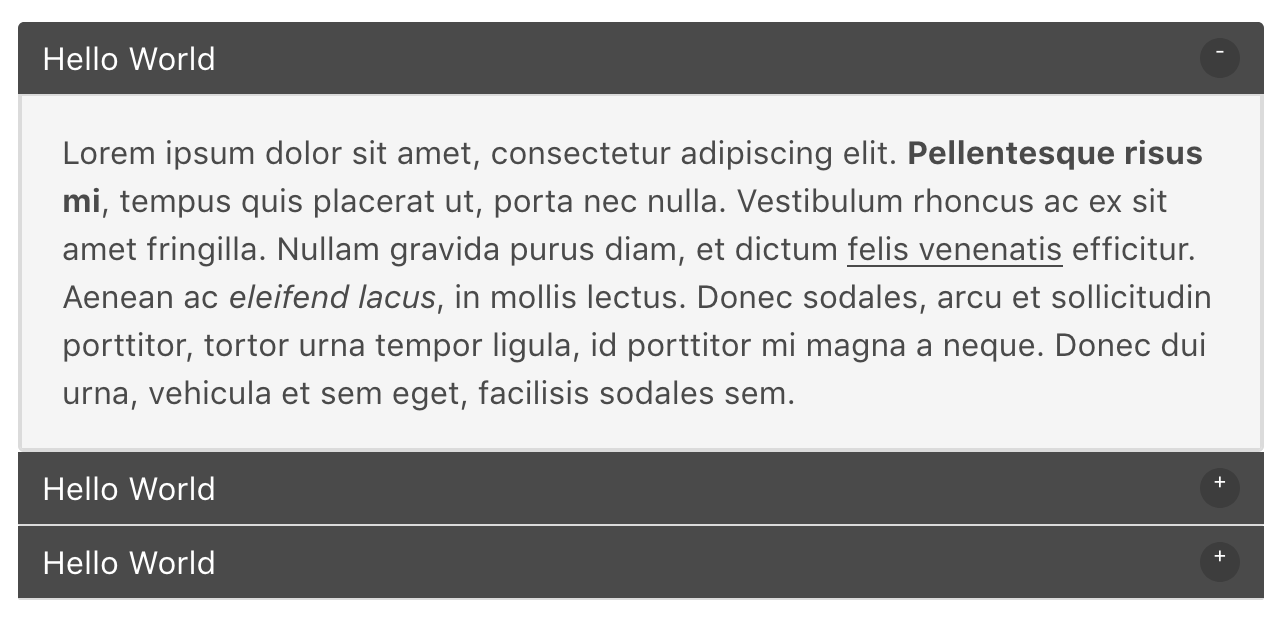 Hello World -
Lorem ipsum dolor sit amet, consectetur adipiscing elit. Pellentesque risus
mi, tempus quis placerat ut, porta nec nulla. Vestibulum rhoncus ac ex sit
amet fringilla. Nullam gravida purus diam, et dictum felis venenatis efficitur.
Aenean ac eleifend lacus, in mollis lectus. Donec sodales, arcu et sollicitudin
porttitor, tortor urna tempor ligula, id porttitor mi magna a neque. Donec dui
urna, vehicula et sem eget, facilisis sodales sem.
Hello World +
Hello World +